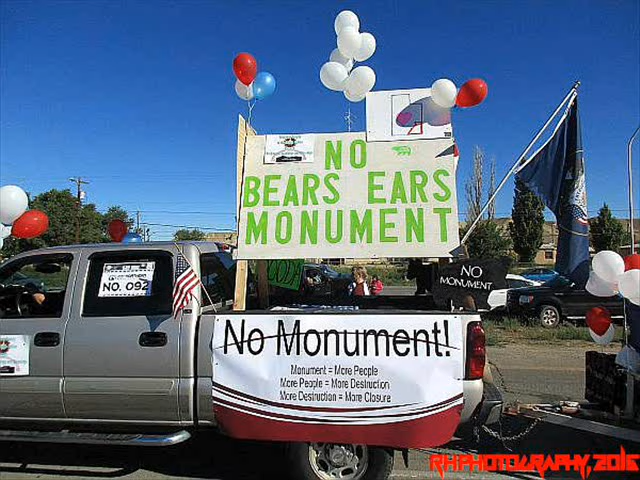 NO
BEARS EARS
MONUMENT
NO. 092
NO
MONUMENT
No Monument!
Monument = More People
More People = More Destruction
More Destruction = More Closure
RHPHOTOGRAPHY,2016